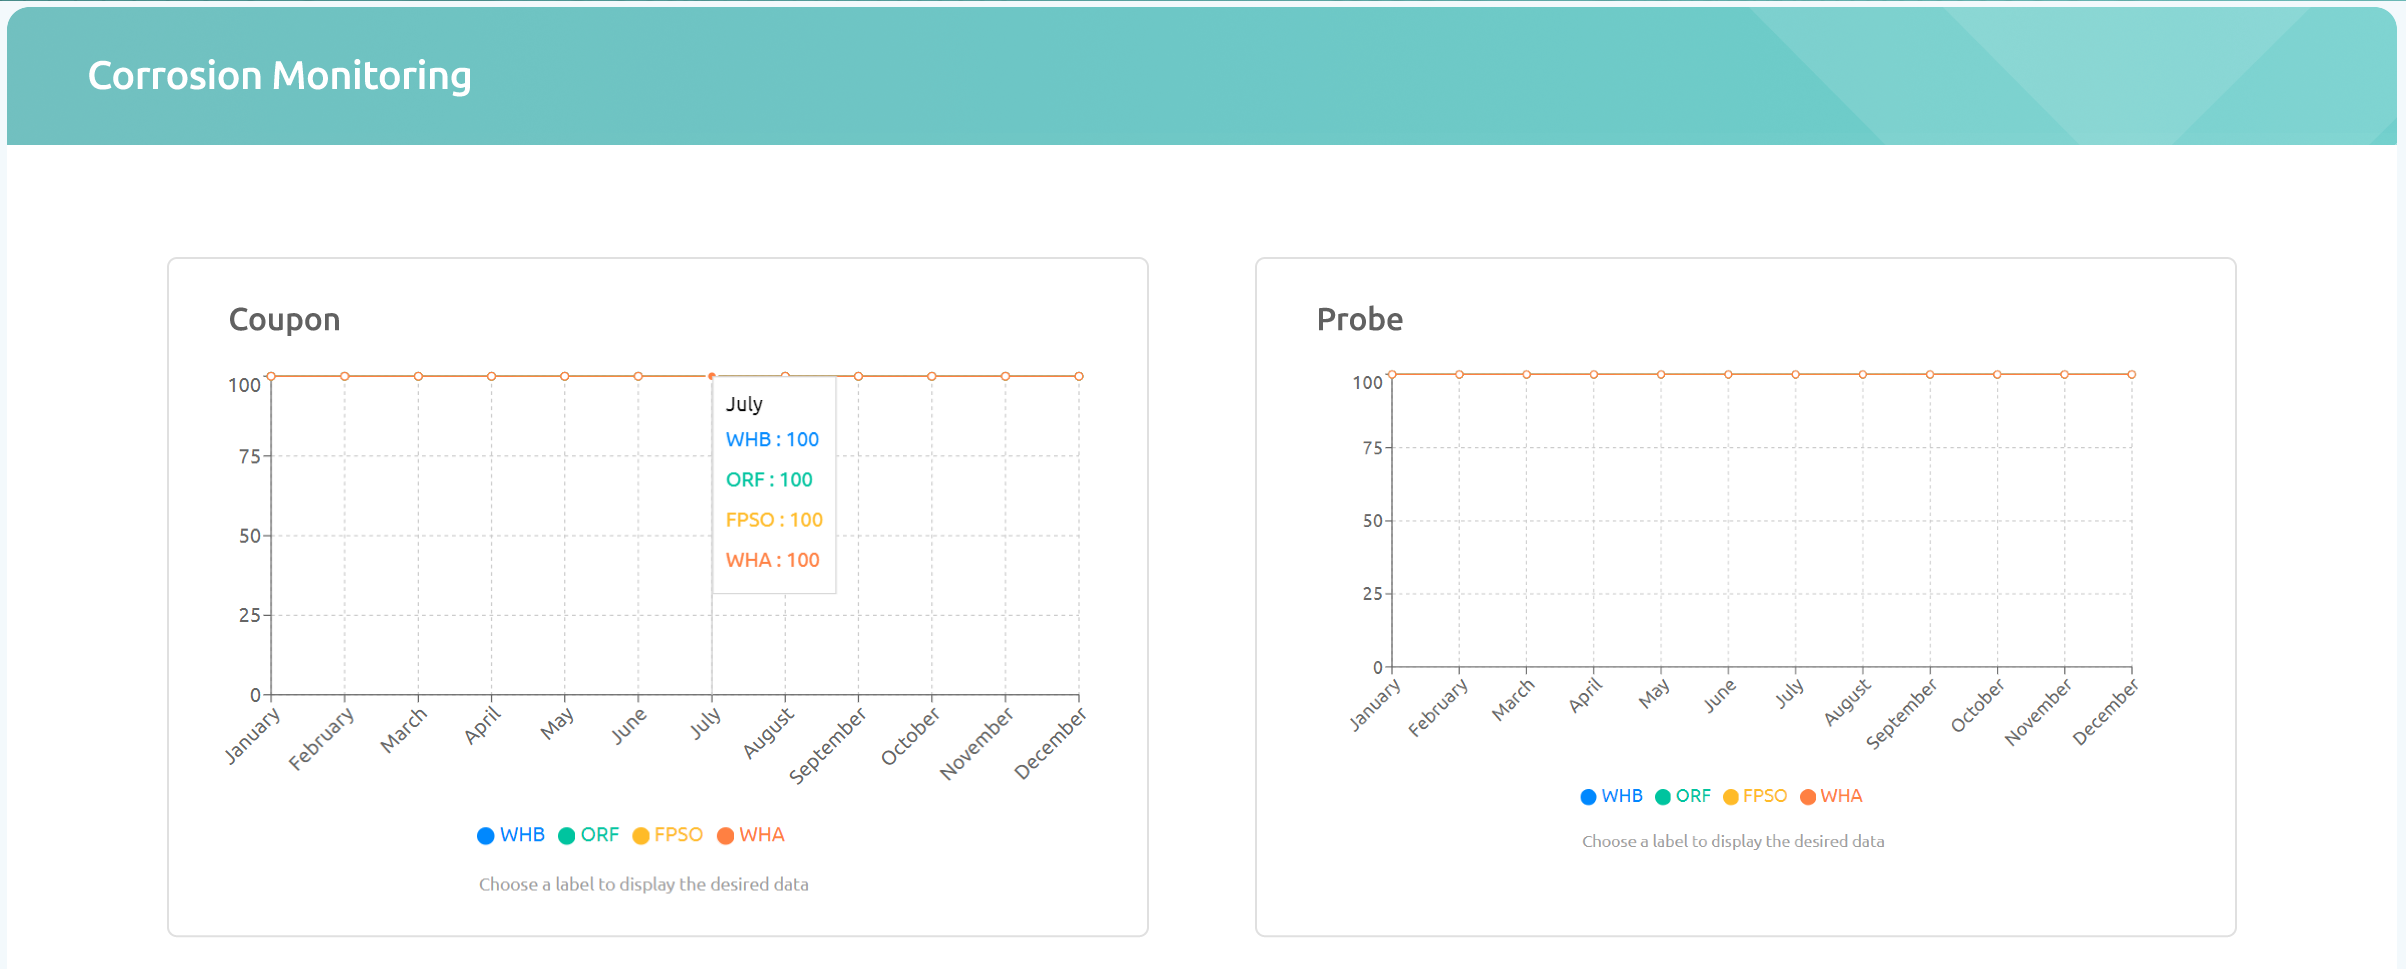 Corrosion Monitoring
Coupon
100
75
50
25
0
January February March April May June July August September October November December
July
WHB : 100
ORF : 100
FPSO : 100
WHA : 100
WHB ORF FPSO WHA
Choose a label to display the desired data
Probe
100
75
50
25
0
January February March April May June July August September October November December
WHB ORF FPSO WHA
Choose a label to display the desired data